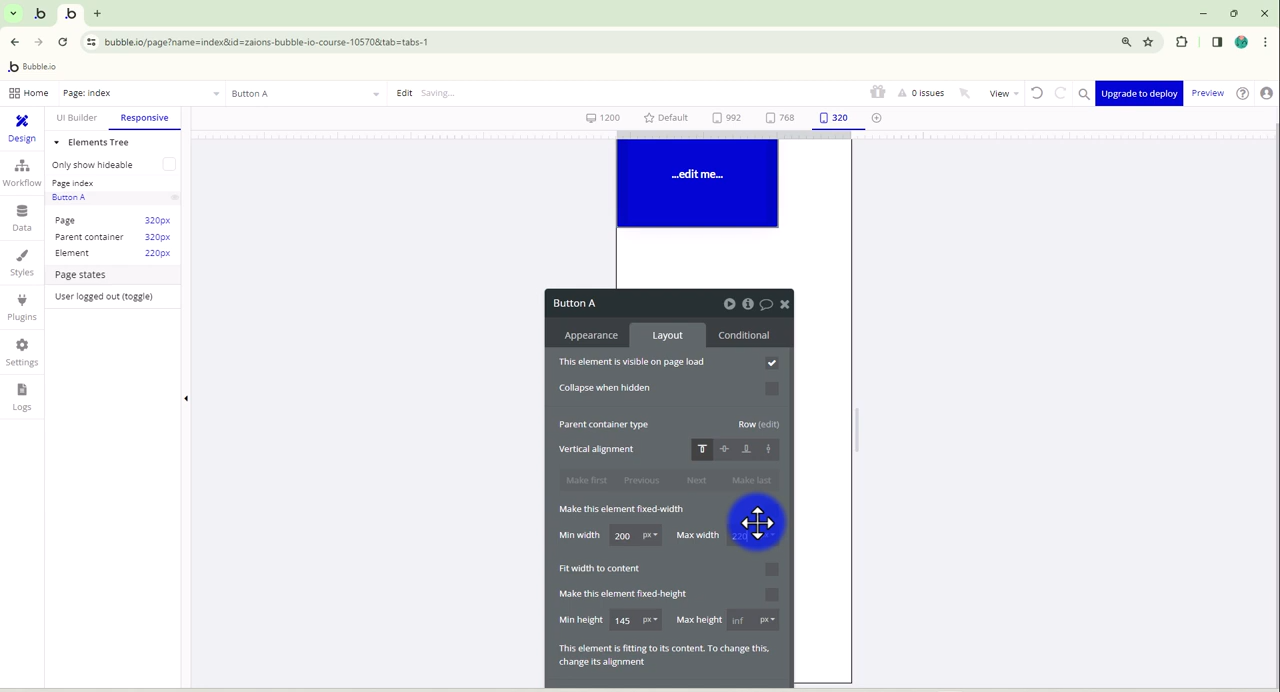 bubble.io/page?name=index&id=zaions-bubble-io-course-10570&tab=tabs-1
Bubble.io
Home
Page: index
Button A
Edit
Saving...
0 issues
View
Upgrade to deploy
Preview
Design
Workflow
Data
Styles
Plugins
Settings
Logs
UI Builder
Responsive
Elements Tree
Only show hideable
Page index
Button A
Page 320px
Parent container 320px
Element 220px
Page states
User logged out (toggle)
1200
Default
992
768
320
...edit me...
Button A
Appearance
Layout
Conditional
This element is visible on page load
Collapse when hidden
Parent container type Row (edit)
Vertical alignment
Make first Previous Next Make last
Make this element fixed-width
Min width 200 px Max width 220
Fit width to content
Make this element fixed-height
Min height 145 px Max height inf px
This element is fitting to its content. To change this,
change its alignment